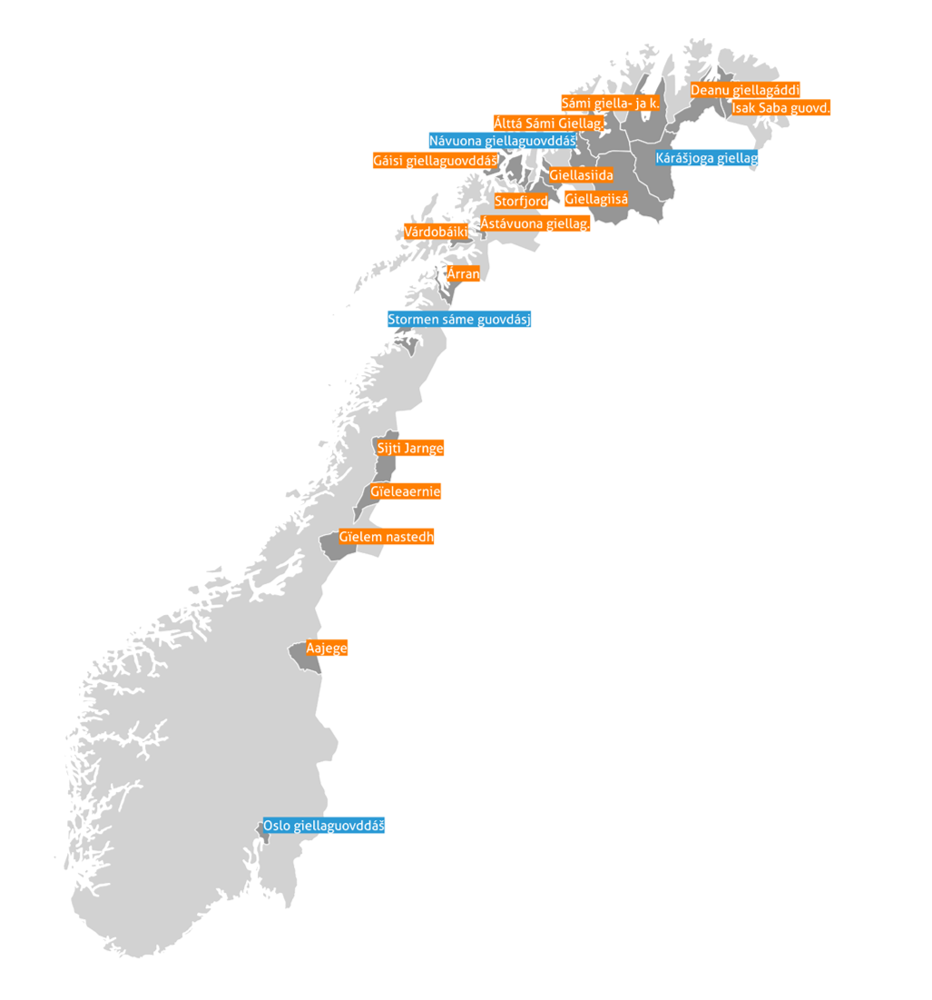 Deanu giellagáddi
Sámi giella- ja k.
Isak Saba guovd.
Álttá Sámi Giellag.
Návuona giellaguovddáš
Kárášjoga giellag
Gáisi giellaguovddáš
Giellasiida
Giellagiisá
Storfjord
Ástávuona giellag.
Várdobáiki
Árran
Stormen sáme guovdásj
Sijti Jarnge
Gïeleaernie
Gïelem nastedh
Aajege
Oslo giellaguovddáš